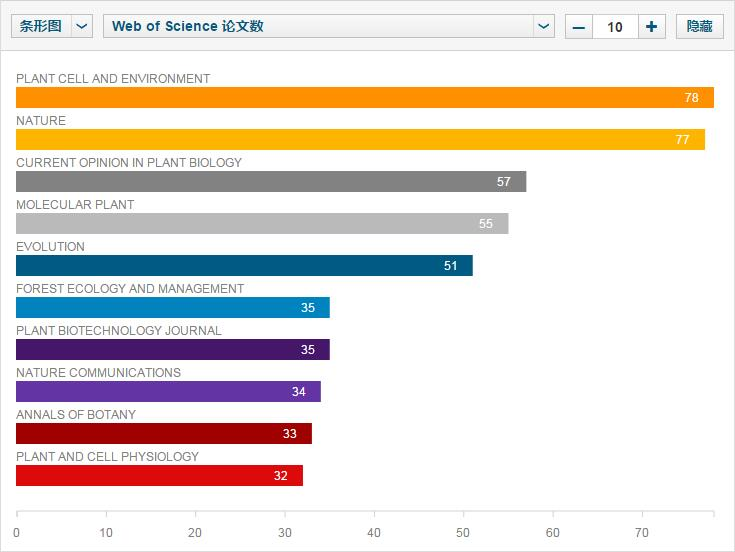 条形图 Web of Science 论文数 — 10 + 隐藏
PLANT CELL AND ENVIRONMENT
78
NATURE
77
CURRENT OPINION IN PLANT BIOLOGY
57
MOLECULAR PLANT
55
EVOLUTION
51
FOREST ECOLOGY AND MANAGEMENT
35
PLANT BIOTECHNOLOGY JOURNAL
35
NATURE COMMUNICATIONS
34
ANNALS OF BOTANY
33
PLANT AND CELL PHYSIOLOGY
32
0 10 20 30 40 50 60 70